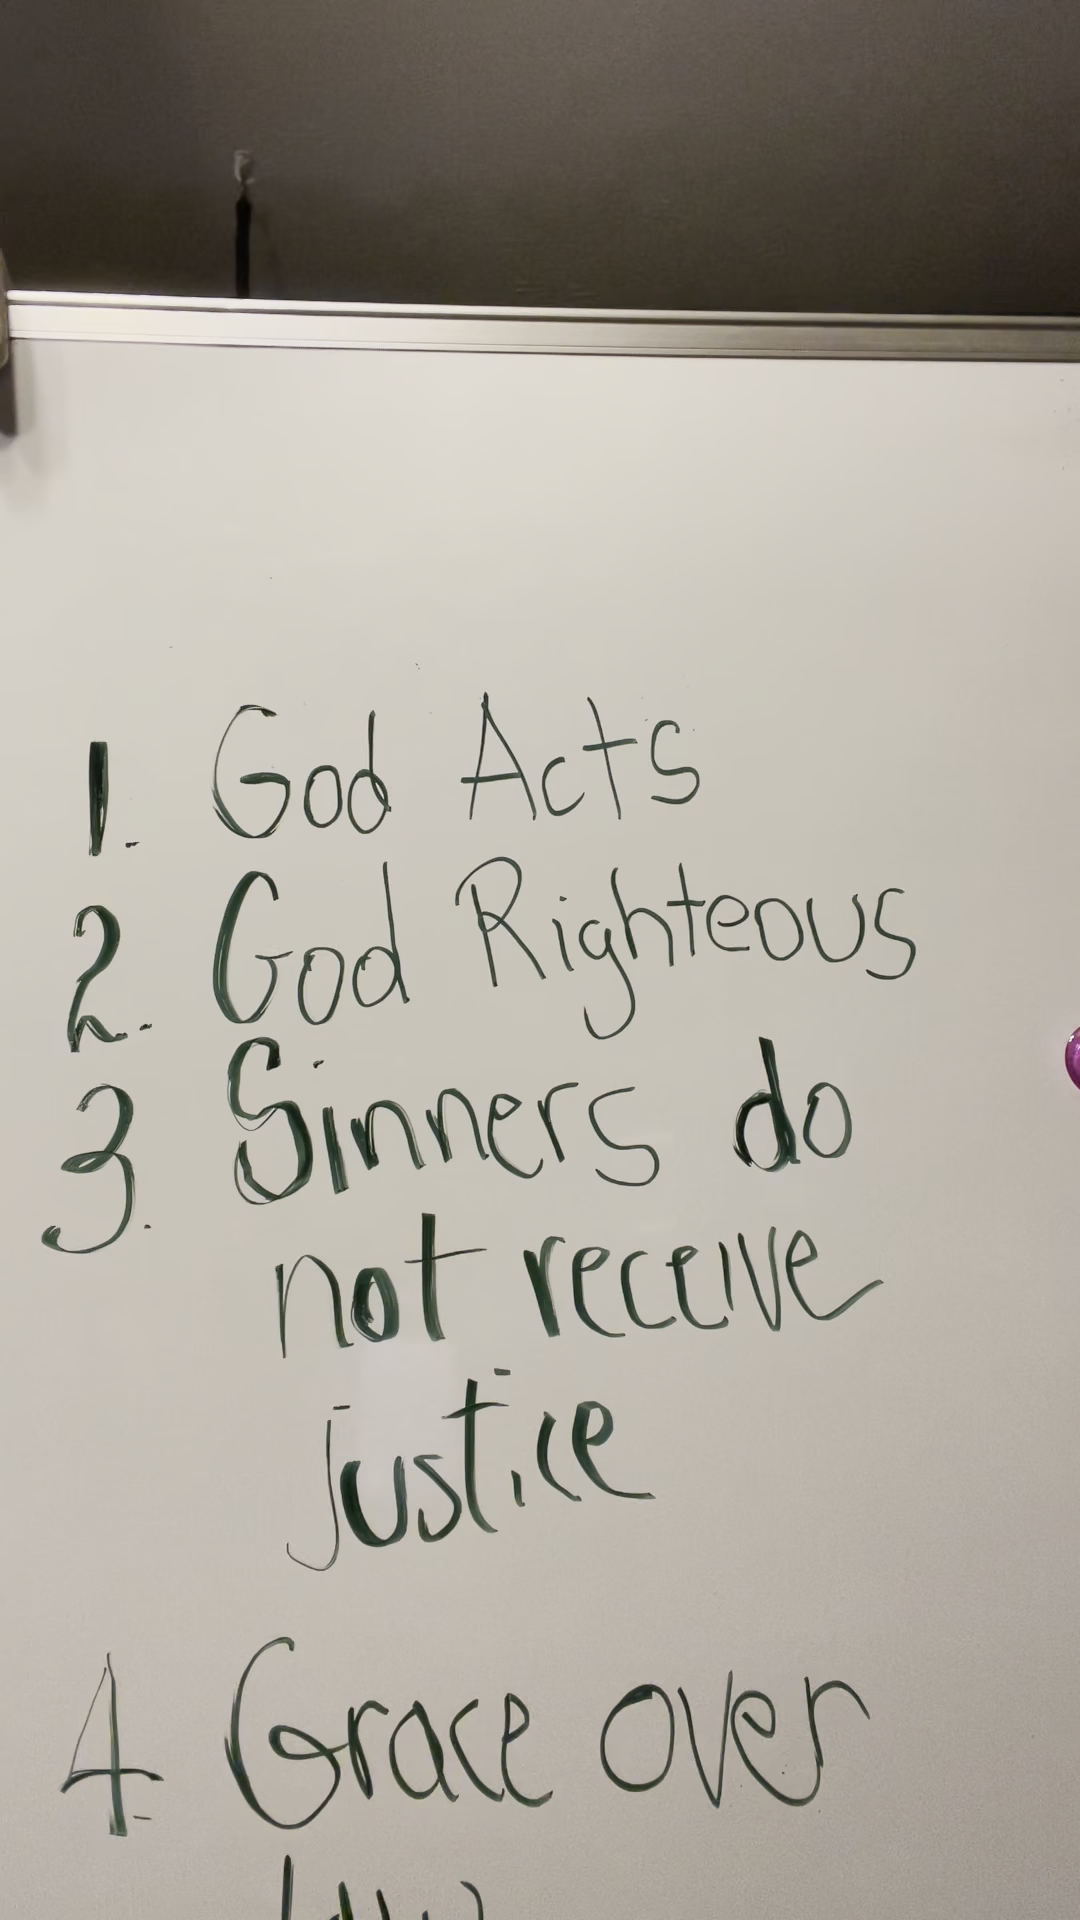 1. God Acts
2. God Righteous
3. Sinners do
not receive
justice
4. Grace over